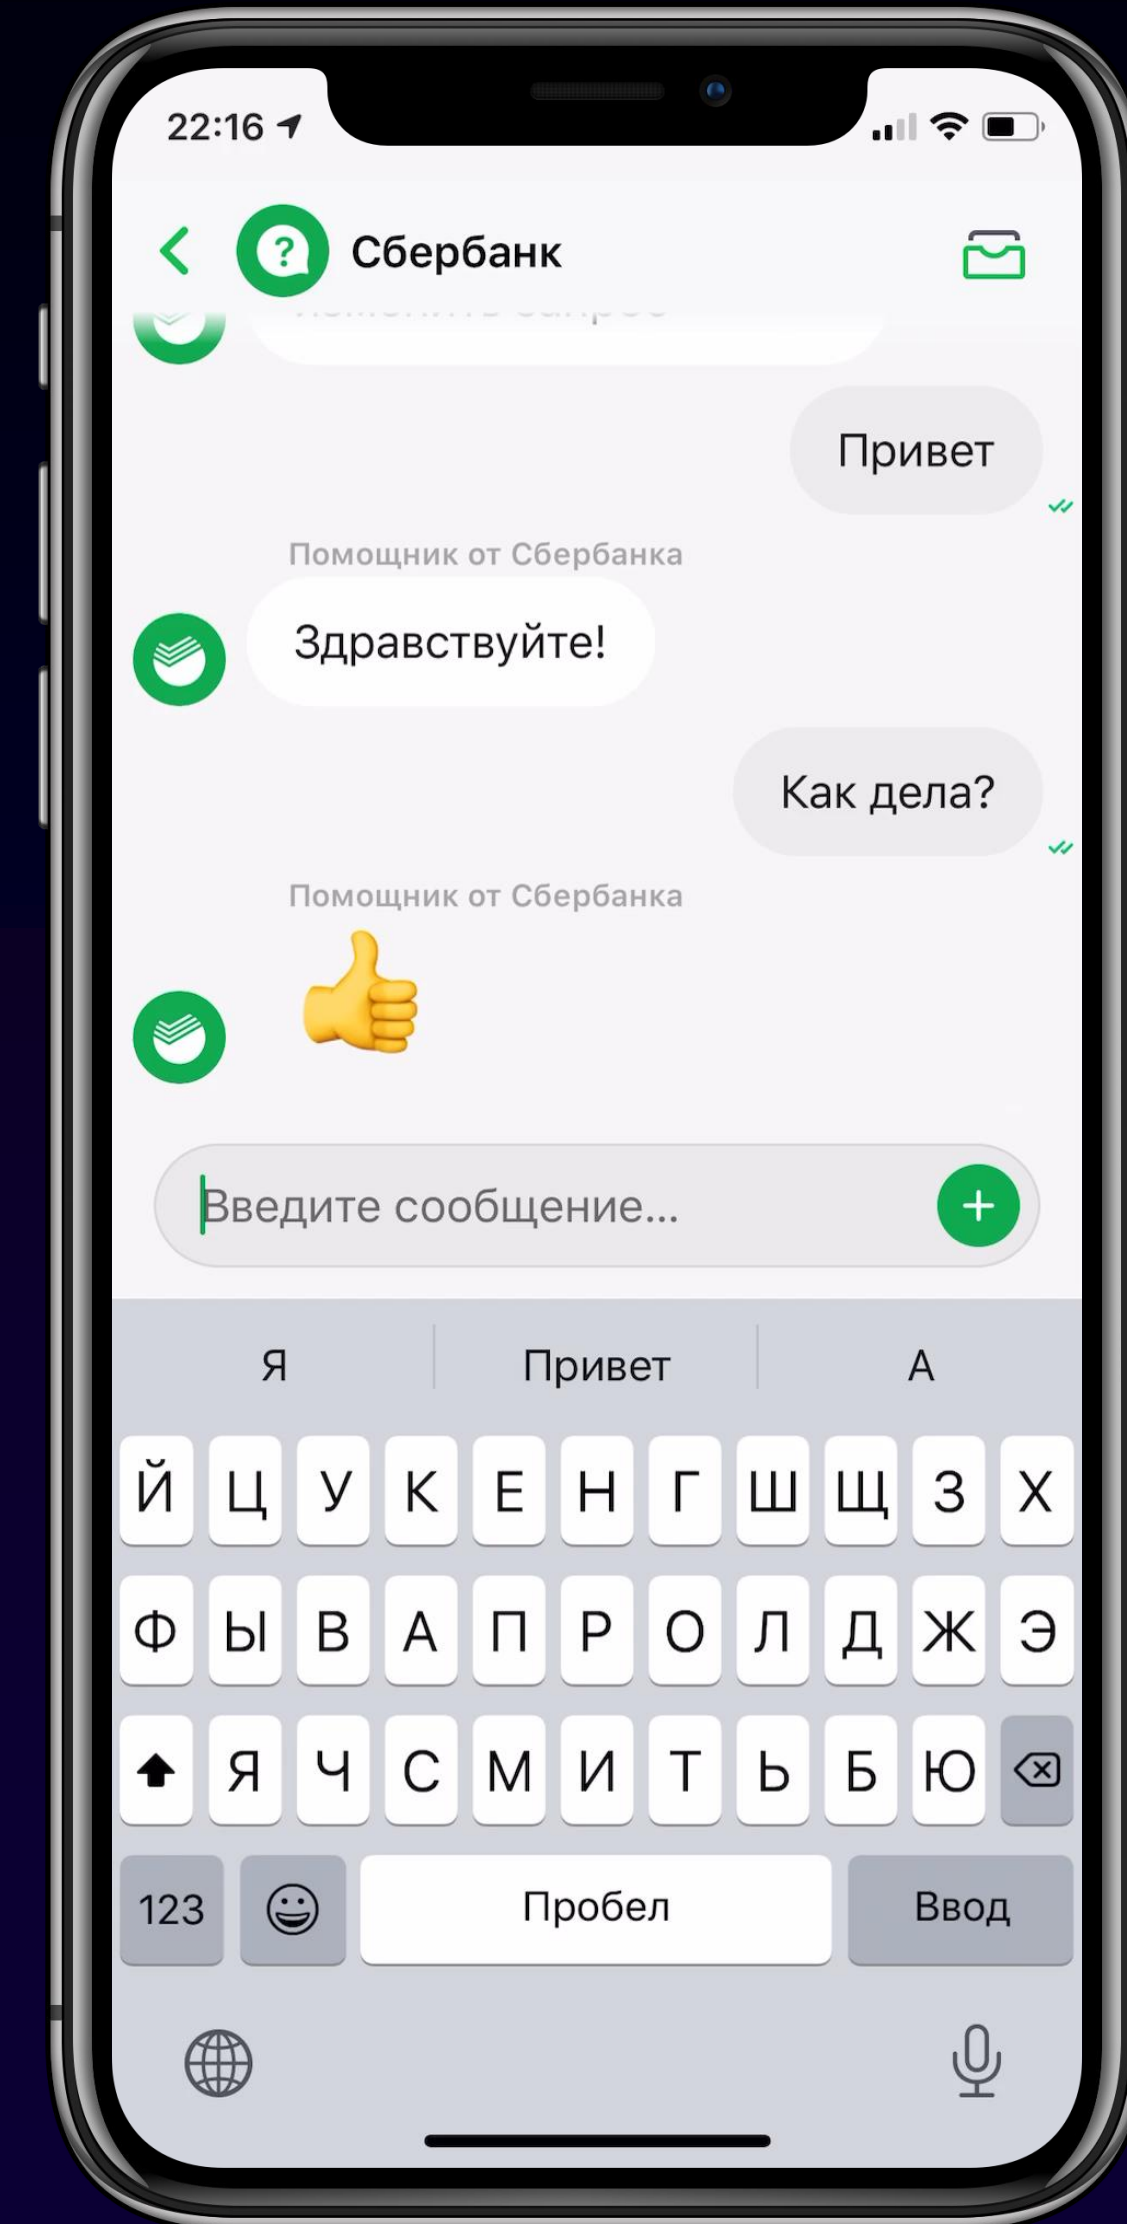 22:16
Сбербанк
Привет
Помощник от Сбербанка
Здравствуйте!
Как дела?
Помощник от Сбербанка
Введите сообщение...
Я Привет А
Й Ц У К Е Н Г Ш Щ З Х
Ф Ы В А П Р О Л Д Ж Э
Я Ч С М И Т Ь Б Ю
123 Пробел Ввод